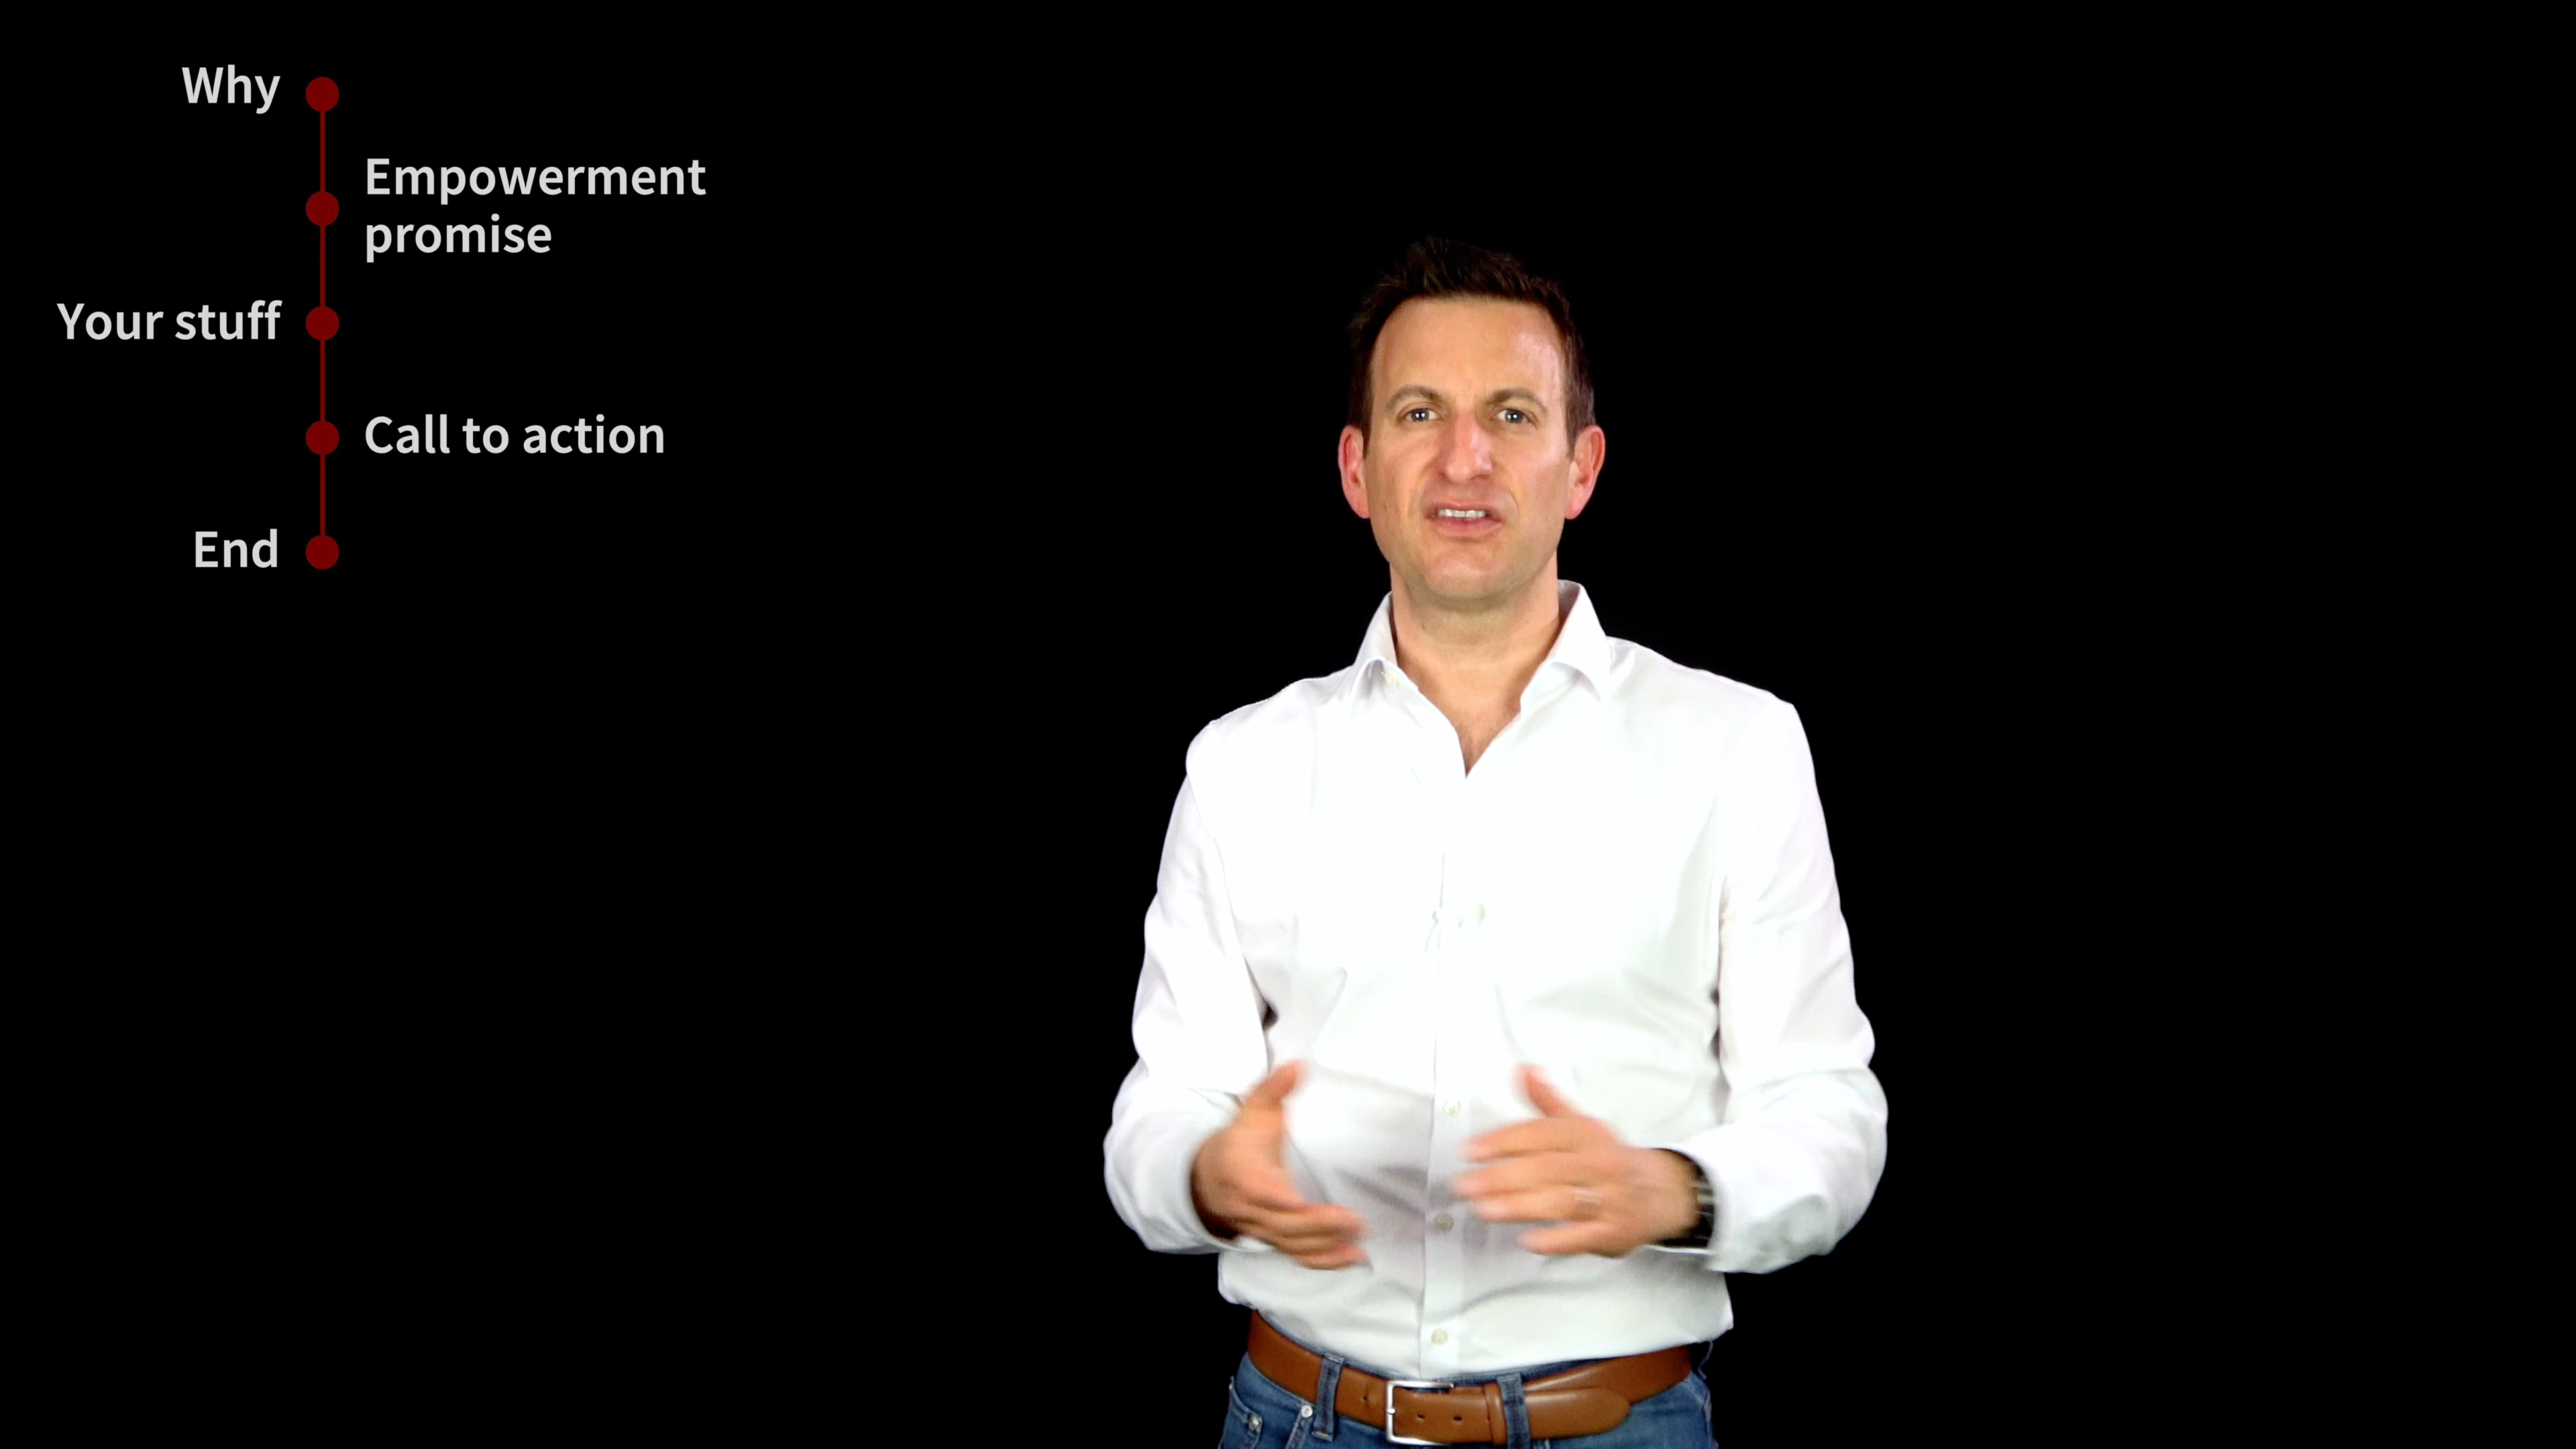 Why
Empowerment
promise
Your stuff
Call to action
End